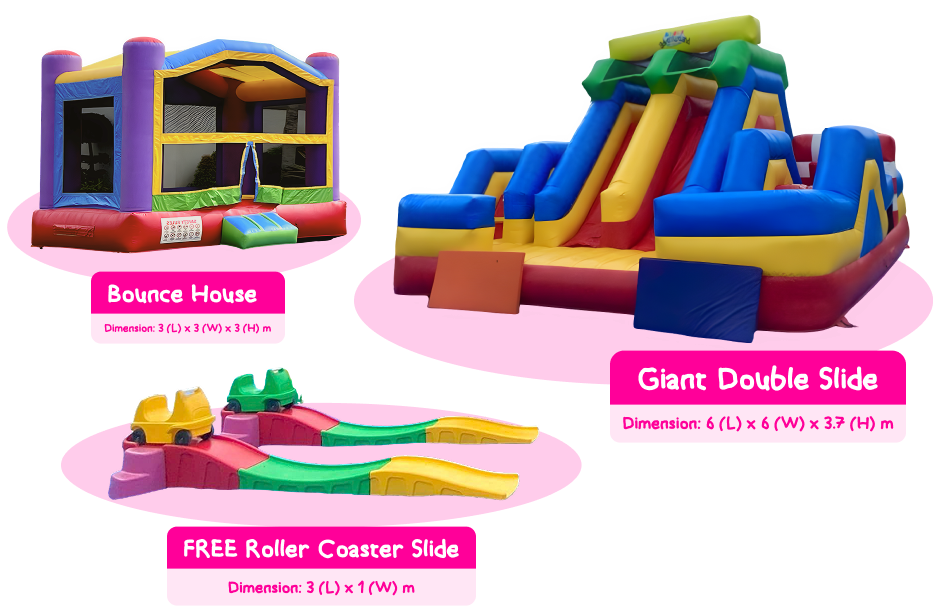 Bounce House
Dimension: 3 (L) x 3 (W) x 3 (H) m
Giant Double Slide
Dimension: 6 (L) x 6 (W) x 3.7 (H) m
FREE Roller Coaster Slide
Dimension: 3 (L) x 1 (W) m